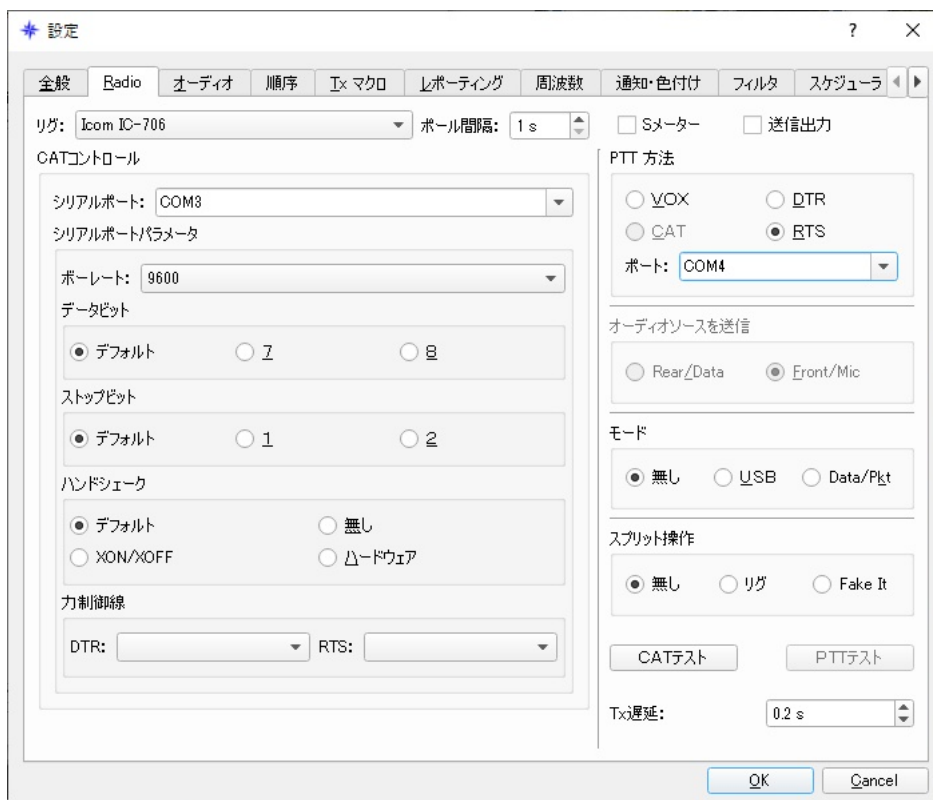 設定
全般 Radio オーディオ 順序 Tx マクロ レポーティング 周波数 通知・色付け フィルタ スケジューラ
リグ: Icom IC-706 ポール間隔: 1 s Sメーター 送信出力
CATコントロール
シリアルポート: COM3
シリアルポートパラメータ
ボーレート: 9600
データビット
デフォルト 7 8
ストップビット
デフォルト 1 2
ハンドシェーク
デフォルト 無し
XON/XOFF ハードウェア
力制御線
DTR: RTS:
PTT 方法
VOX DTR
CAT RTS
ポート: COM4
オーディオソースを送信
Rear/Data Front/Mic
モード
無し USB Data/Pkt
スプリット操作
無し リグ Fake It
CATテスト PTTテスト
Tx遅延: 0.2 s
OK Cancel